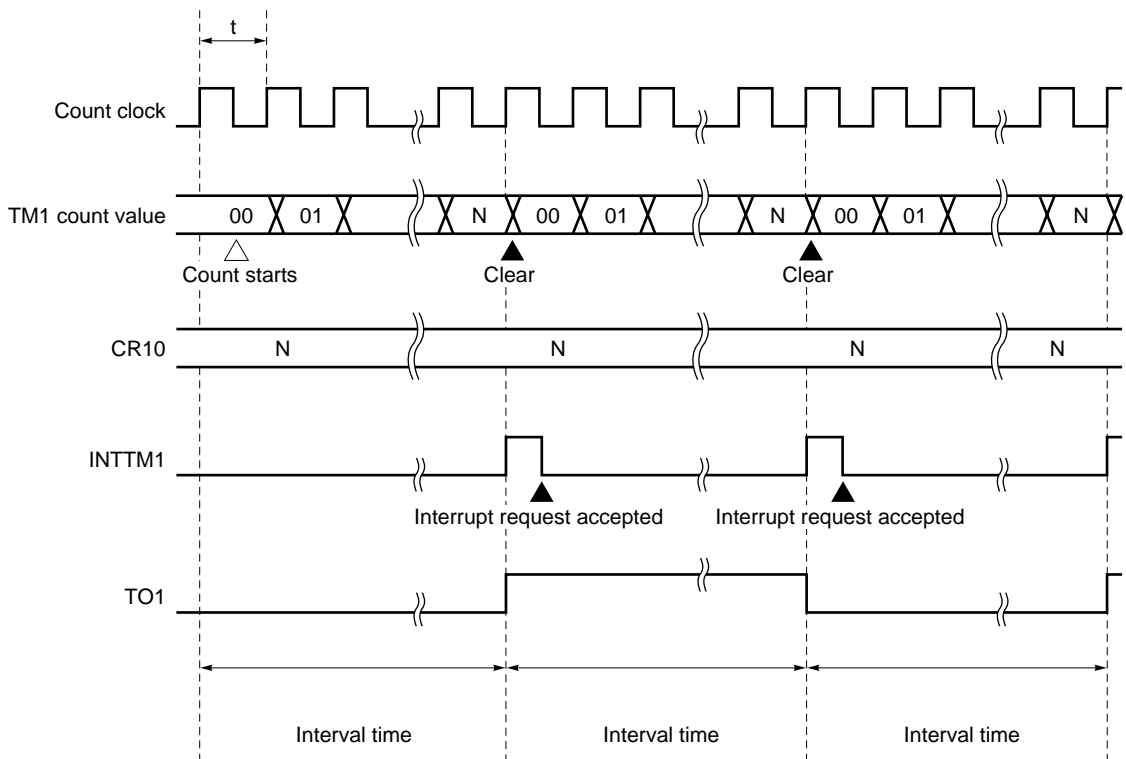 t
Count clock
TM1 count value 00 01 N 00 01 N 00 01 N
Count starts Clear Clear
CR10 N N N N
INTTM1
Interrupt request accepted Interrupt request accepted
TO1
Interval time Interval time Interval time